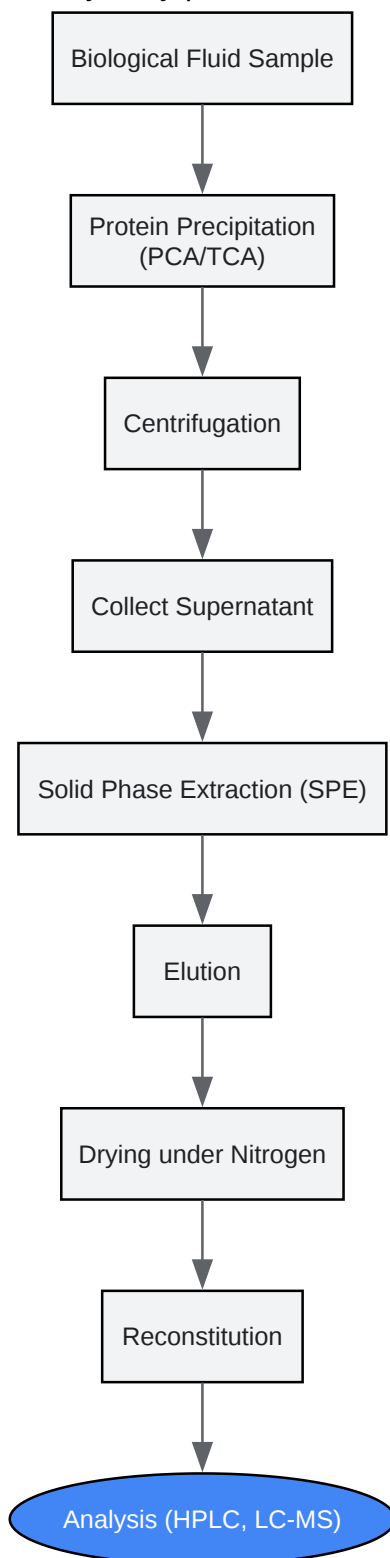 Biological Fluid Sample
Protein Precipitation
(PCA/TCA)
Centrifugation
Collect Supernatant
Solid Phase Extraction (SPE)
Elution
Drying under Nitrogen
Reconstitution
Analysis (HPLC, LC-MS)